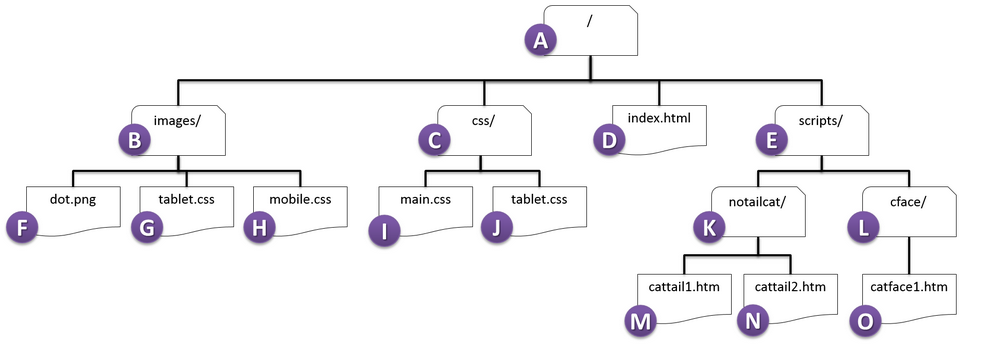 /
A
images/
B
css/
C
index.html
D
scripts/
E
dot.png
F
tablet.css
G
mobile.css
H
main.css
I
tablet.css
J
notailcat/
K
cface/
L
cattail1.htm
M
cattail2.htm
N
catface1.htm
O